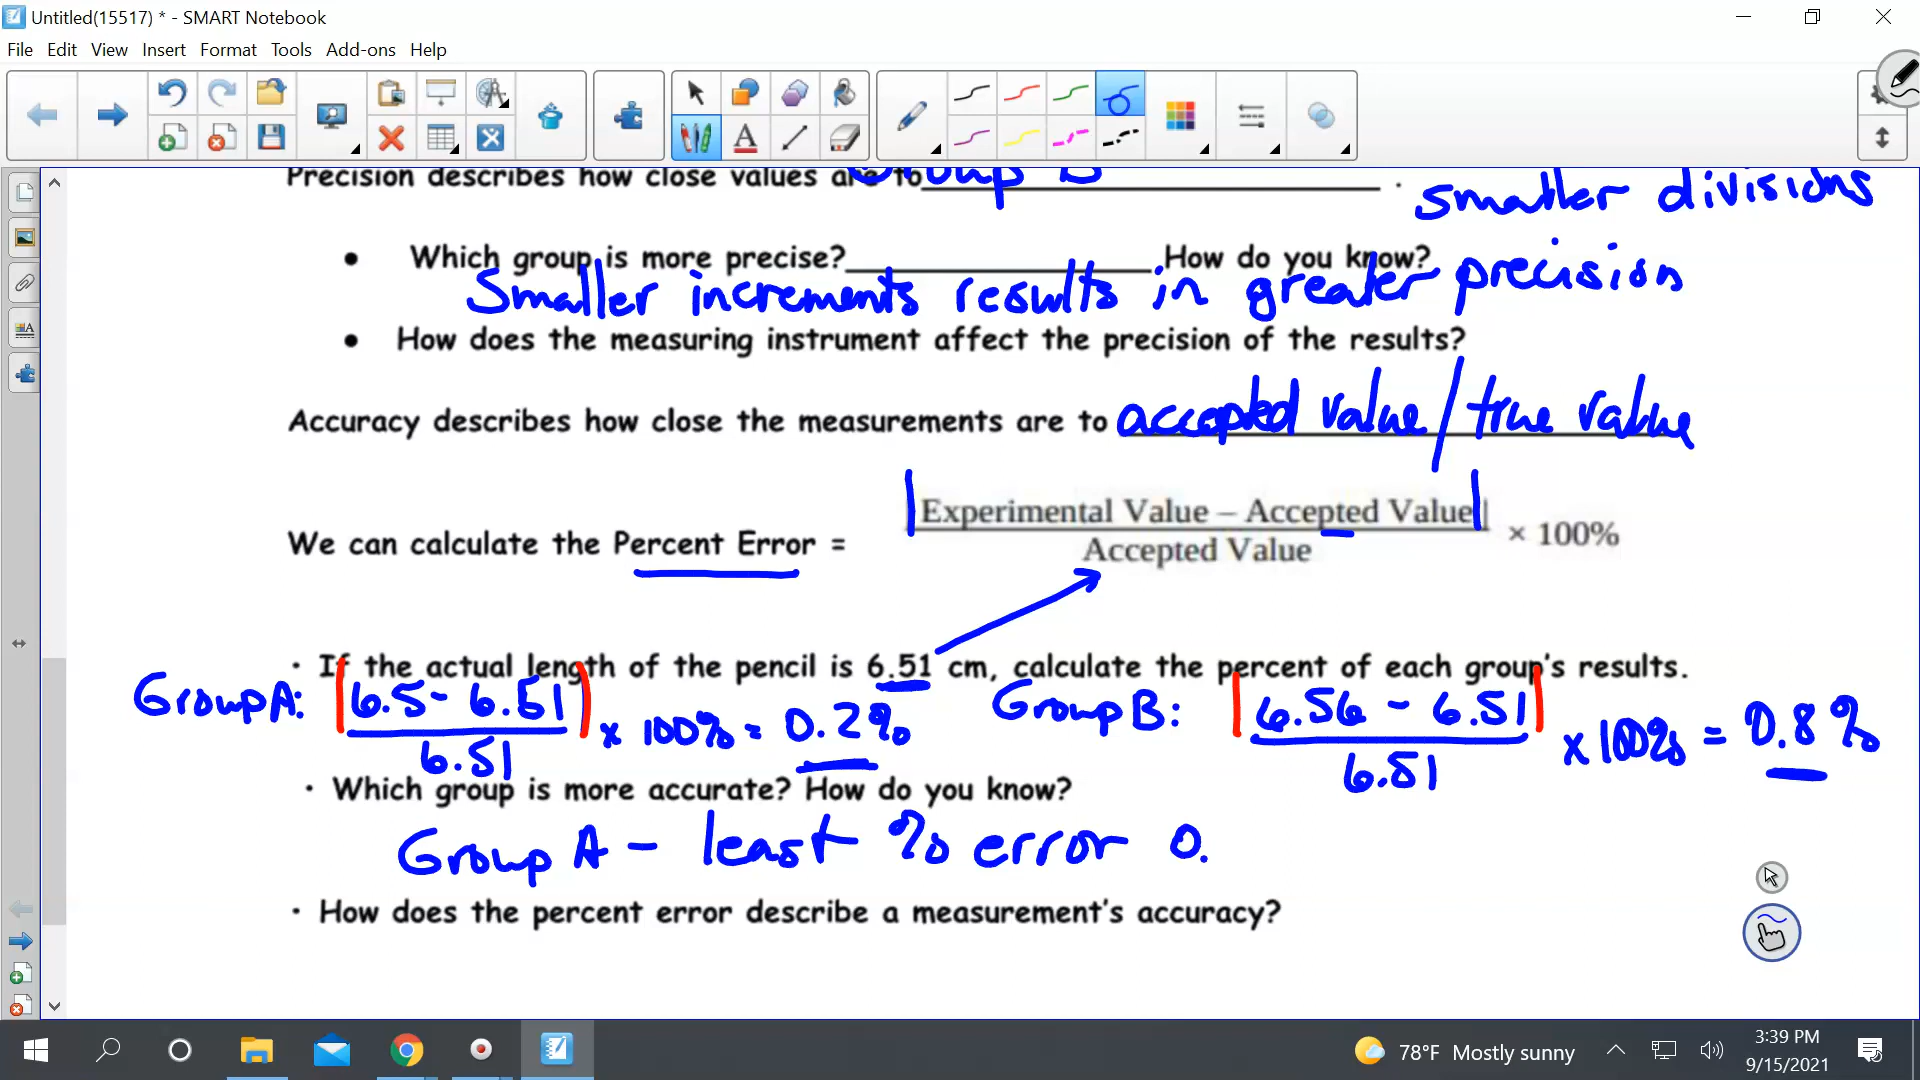 Untitled(15517) * - SMART Notebook
File Edit View Insert Format Tools Add-ons Help
Precision describes how close values are to Group B .
smaller divisions
• Which group is more precise? How do you know?
Smaller increments results in greater precision
• How does the measuring instrument affect the precision of the results?
Accuracy describes how close the measurements are to accepted value / true value
We can calculate the Percent Error = |Experimental Value – Accepted Value| × 100%
Accepted Value
· If the actual length of the pencil is 6.51 cm, calculate the percent of each group's results.
Group A: |6.5 - 6.51| x 100% = 0.2%
6.51
Group B: |6.56 - 6.51| x 100% = 0.8%
6.51
· Which group is more accurate? How do you know?
Group A - least % error 0.
· How does the percent error describe a measurement's accuracy?
78°F Mostly sunny
3:39 PM
9/15/2021